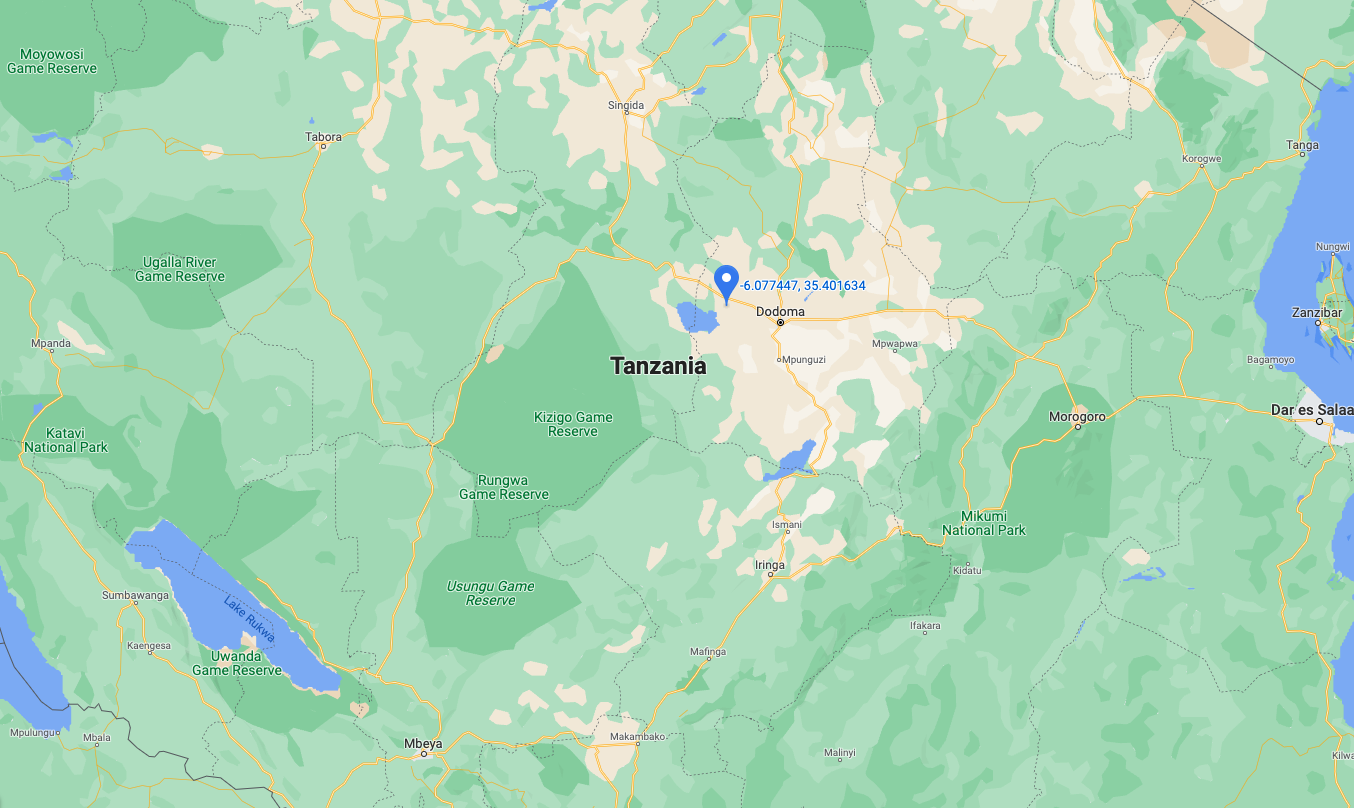 Moyowosi
Game Reserve
Singida
Tabora
Tanga
Korogwe
Nungwi
Ugalla River
Game Reserve
-6.077447, 35.401634
Dodoma
Zanzibar
Mpanda
Mpwapwa
Mpunguzi
Bagamoyo
Tanzania
Kizigo Game
Reserve
Morogoro
Dar es Salaa
Katavi
National Park
Rungwa
Game Reserve
Mikumi
National Park
Ismani
Iringa
Kidatu
Usungu Game
Reserve
Sumbawanga
Lake Rukwa
Ifakara
Kaengesa
Uwanda
Game Reserve
Mafinga
Mpulungu
Mbala
Mbeya
Makambako
Malinyi
Kilwa